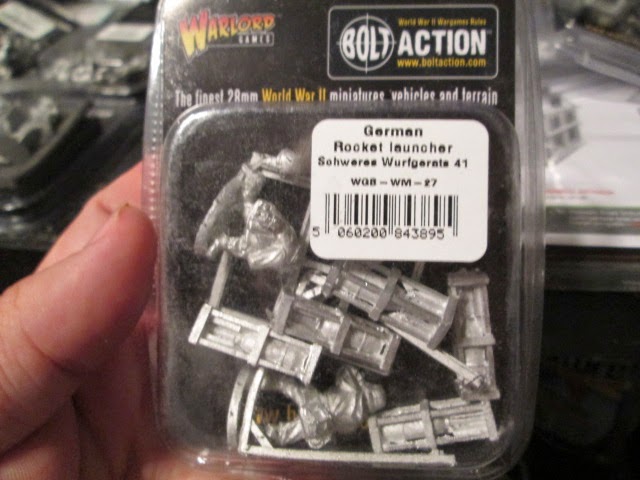 WARLORD
GAMES
World War II Wargames Rules
BOLT ACTION
www.boltaction.com
The finest 28mm World War II miniatures, vehicles and terrain
German
Rocket launcher
Schweres Wurfgerate 41
WGB-WM-27
5 060200 843895